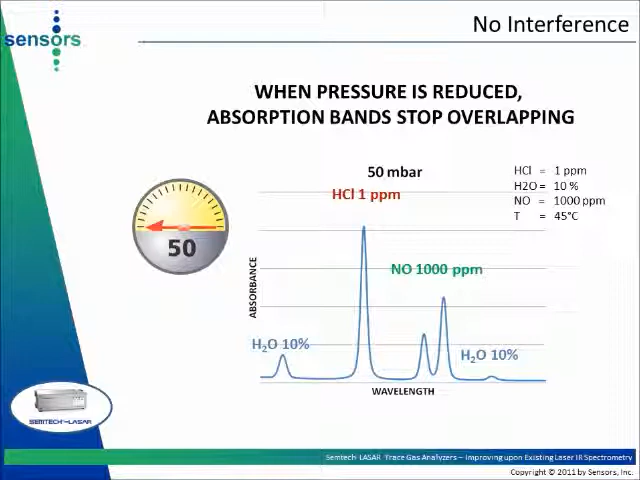 sensors
No Interference
WHEN PRESSURE IS REDUCED,
ABSORPTION BANDS STOP OVERLAPPING
50 mbar
HCl = 1 ppm
H2O = 10 %
NO = 1000 ppm
T = 45°C
HCl 1 ppm
50
ABSORBANCE
NO 1000 ppm
H₂O 10%
H₂O 10%
WAVELENGTH
SEMTECH-LASAR
Semtech- LASAR Trace Gas Analyzers – Improving upon Existing Laser IR Spectrometry
Copyright © 2011 by Sensors, Inc.